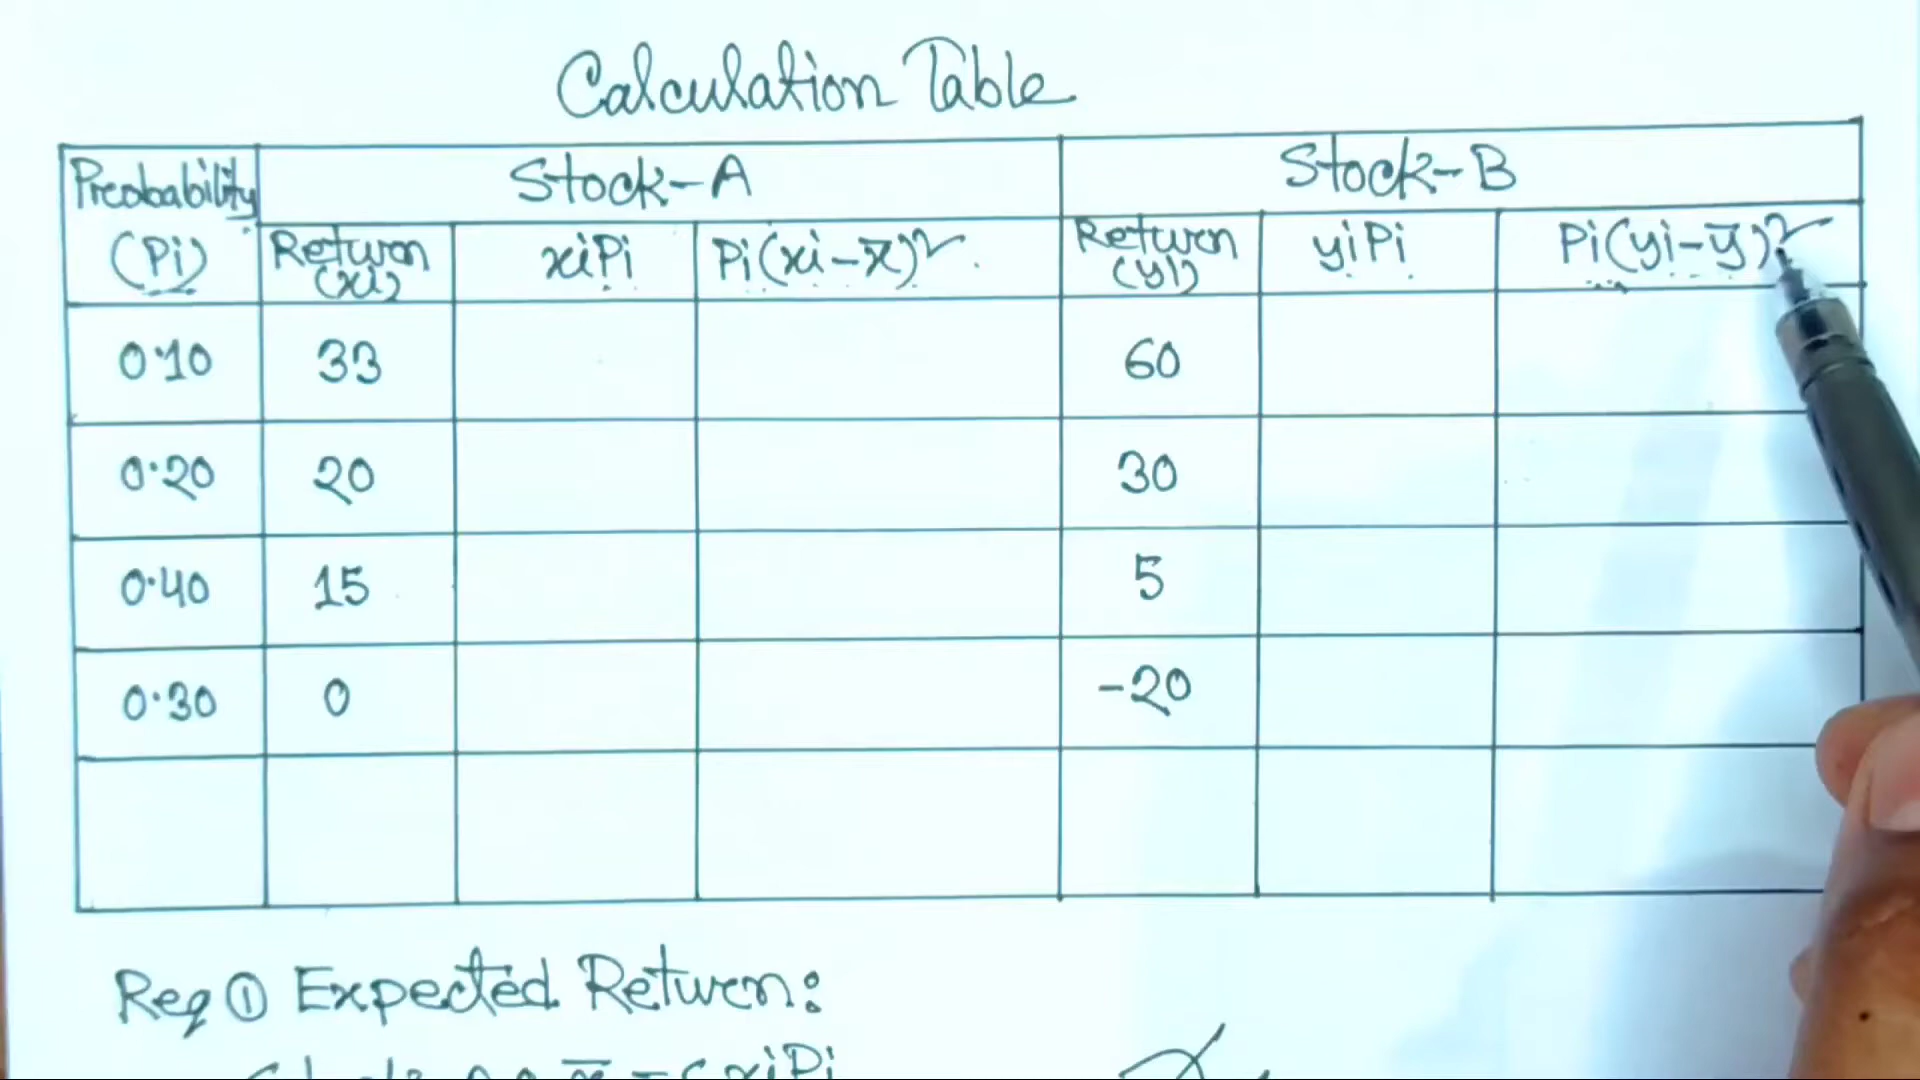 Calculation Table
Probability (Pi) Stock-A Stock-B
Return (xi) xiPi Pi(xi-x̄)² Return (yi) yiPi Pi(yi-ȳ)²
0.10 33 60
0.20 20 30
0.40 15 5
0.30 0 -20
Req ① Expected Return:
xiPi